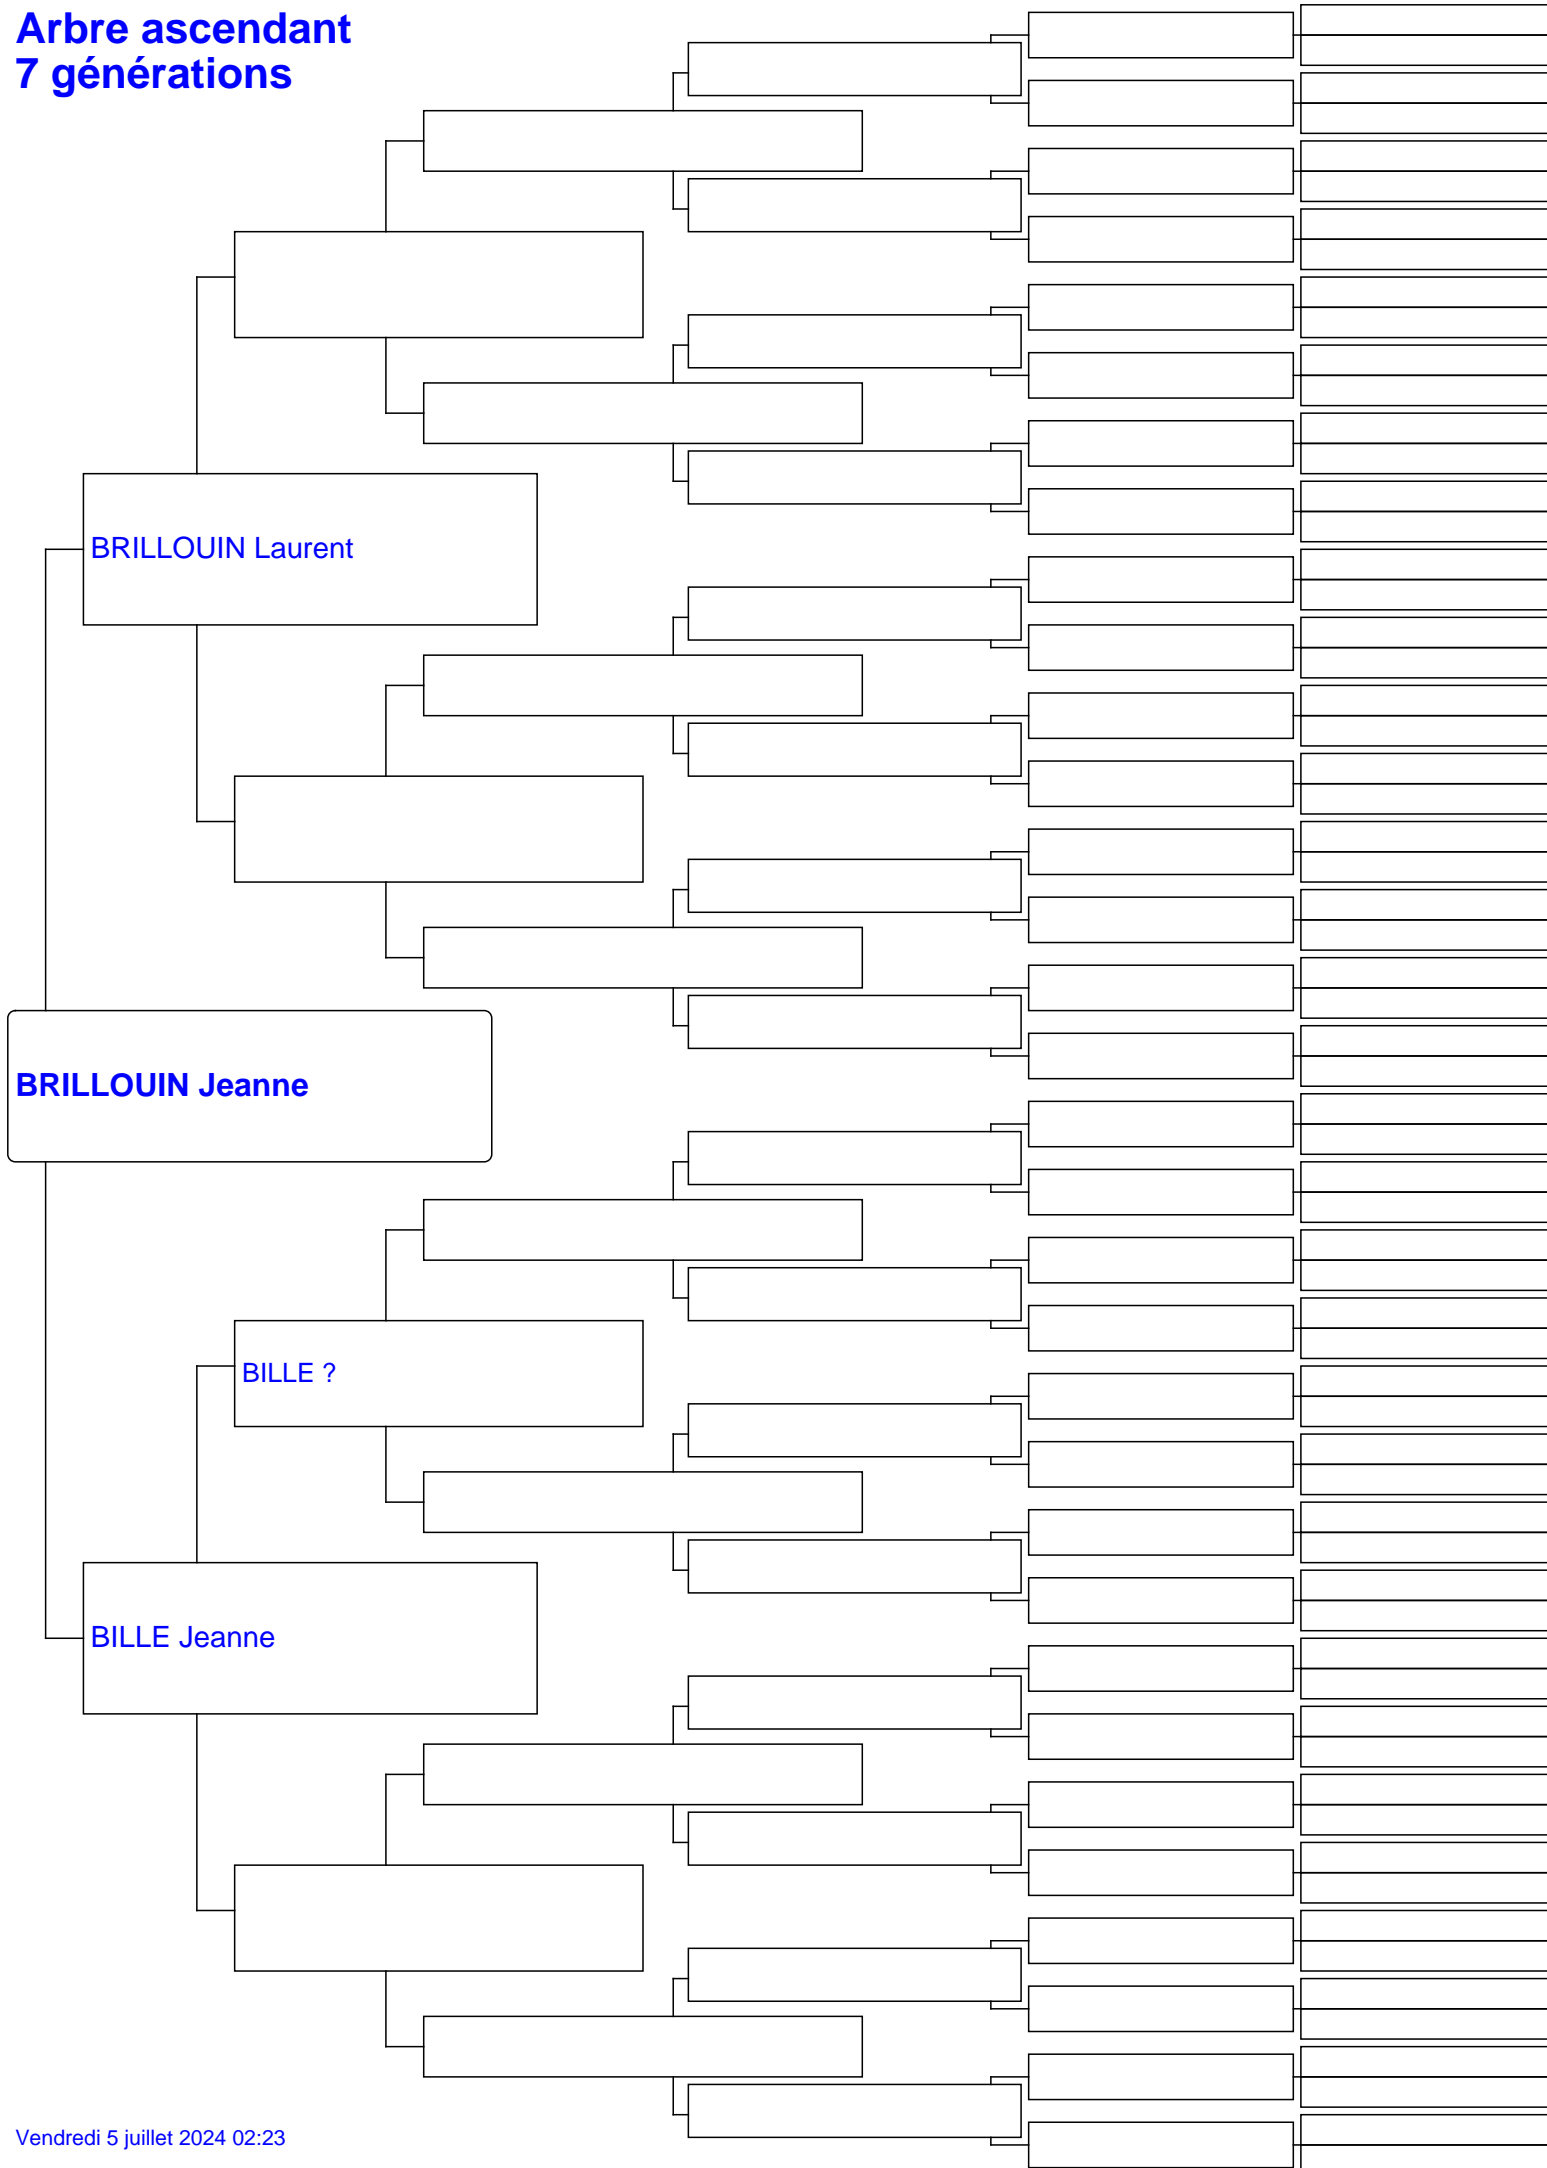 Arbre ascendant
7 générations
BRILLOUIN Laurent
BRILLOUIN Jeanne
BILLE ?
BILLE Jeanne
Vendredi 5 juillet 2024 02:23